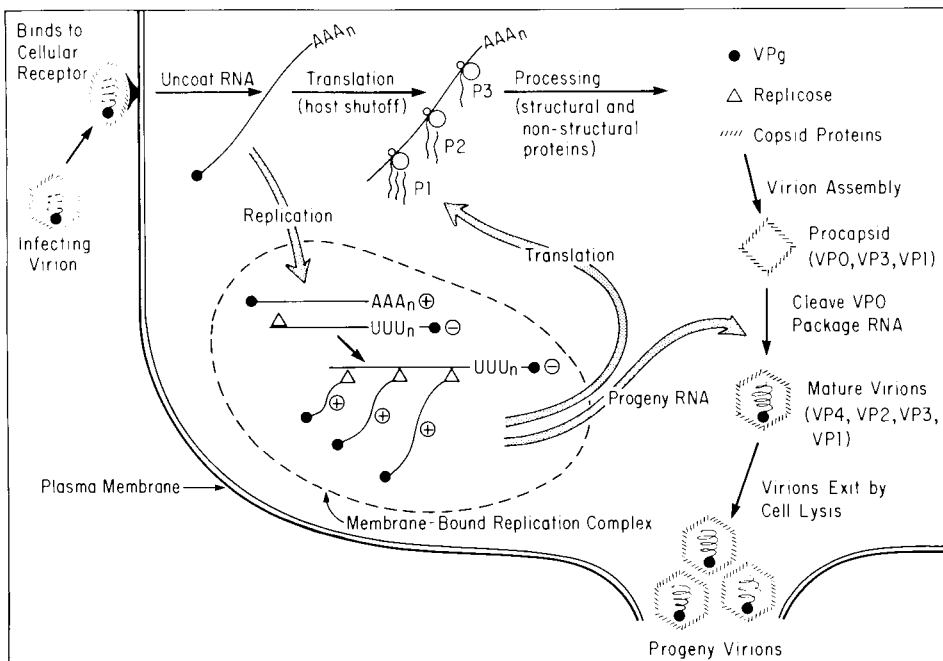 Binds to
Cellular
Receptor
Infecting
Virion
Uncoat RNA
AAAn
Translation
(host shutoff)
AAAn
P3
P2
P1
Processing
(structural and
non-structural
proteins)
VPg
Replicase
Capsid Proteins
Virion Assembly
Procapsid
(VPO, VP3, VP1)
Cleave VPO
Package RNA
Mature Virions
(VP4, VP2, VP3,
VP1)
Virions Exit by
Cell Lysis
Progeny Virions
Replication
Translation
AAAn +
UUUn −
UUUn −
+
+
+
Progeny RNA
Plasma Membrane
Membrane-Bound Replication Complex